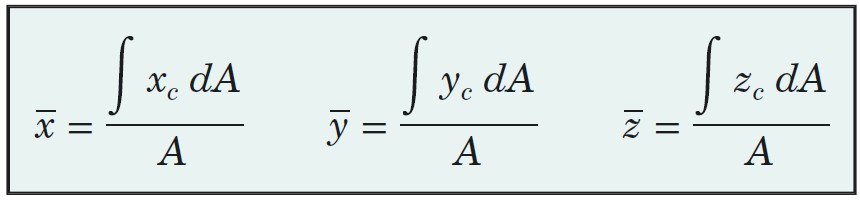 x̄ = ∫ x_c dA / A    ȳ = ∫ y_c dA / A    z̄ = ∫ z_c dA / A